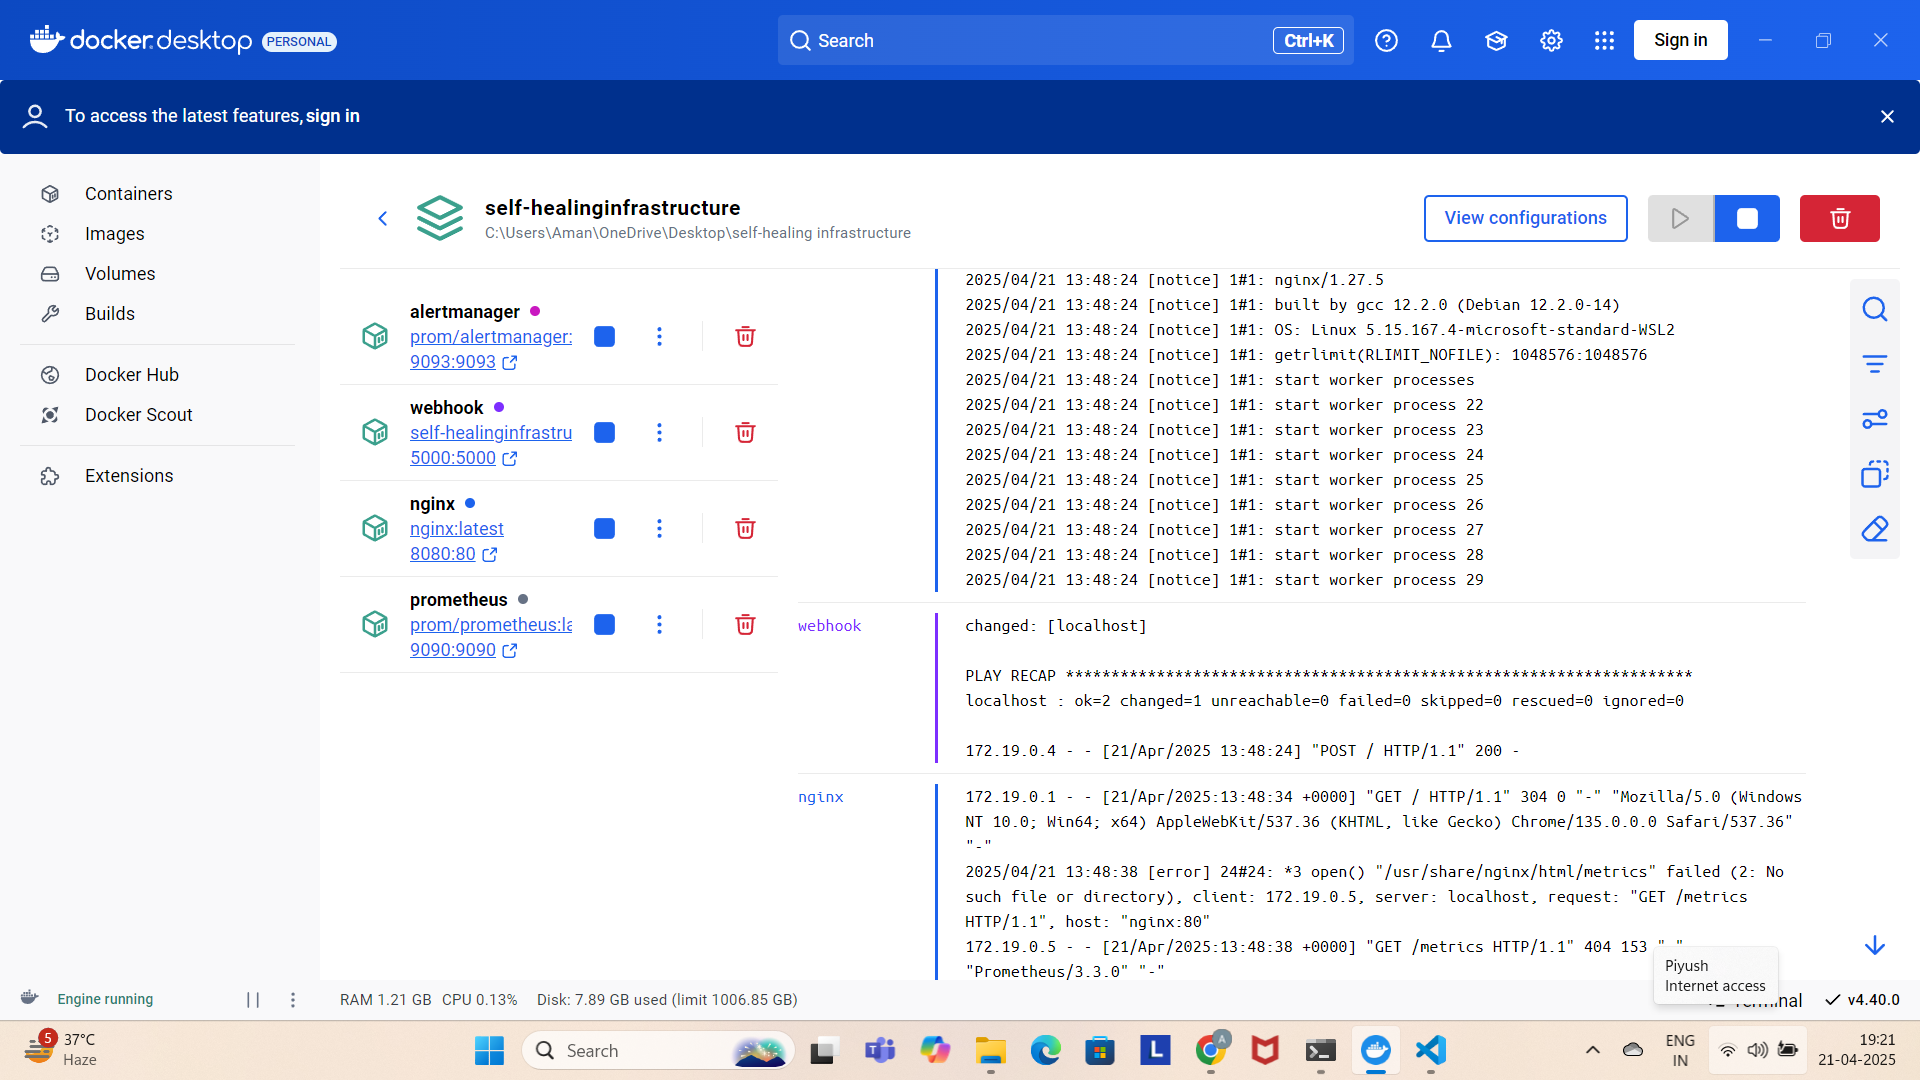 docker.desktop PERSONAL
Search
Ctrl+K
Sign in
To access the latest features, sign in
Containers
Images
Volumes
Builds
Docker Hub
Docker Scout
Extensions
self-healinginfrastructure
C:\Users\Aman\OneDrive\Desktop\self-healing infrastructure
View configurations
alertmanager
prom/alertmanager:
9093:9093
webhook
self-healinginfrastru
5000:5000
nginx
nginx:latest
8080:80
prometheus
prom/prometheus:la
9090:9090
2025/04/21 13:48:24 [notice] 1#1: nginx/1.27.5
2025/04/21 13:48:24 [notice] 1#1: built by gcc 12.2.0 (Debian 12.2.0-14)
2025/04/21 13:48:24 [notice] 1#1: OS: Linux 5.15.167.4-microsoft-standard-WSL2
2025/04/21 13:48:24 [notice] 1#1: getrlimit(RLIMIT_NOFILE): 1048576:1048576
2025/04/21 13:48:24 [notice] 1#1: start worker processes
2025/04/21 13:48:24 [notice] 1#1: start worker process 22
2025/04/21 13:48:24 [notice] 1#1: start worker process 23
2025/04/21 13:48:24 [notice] 1#1: start worker process 24
2025/04/21 13:48:24 [notice] 1#1: start worker process 25
2025/04/21 13:48:24 [notice] 1#1: start worker process 26
2025/04/21 13:48:24 [notice] 1#1: start worker process 27
2025/04/21 13:48:24 [notice] 1#1: start worker process 28
2025/04/21 13:48:24 [notice] 1#1: start worker process 29
webhook
changed: [localhost]
PLAY RECAP *********************************************************************
localhost : ok=2 changed=1 unreachable=0 failed=0 skipped=0 rescued=0 ignored=0
172.19.0.4 - - [21/Apr/2025 13:48:24] "POST / HTTP/1.1" 200 -
nginx
172.19.0.1 - - [21/Apr/2025:13:48:34 +0000] "GET / HTTP/1.1" 304 0 "-" "Mozilla/5.0 (Windows
NT 10.0; Win64; x64) AppleWebKit/537.36 (KHTML, like Gecko) Chrome/135.0.0.0 Safari/537.36"
"-"
2025/04/21 13:48:38 [error] 24#24: *3 open() "/usr/share/nginx/html/metrics" failed (2: No
such file or directory), client: 172.19.0.5, server: localhost, request: "GET /metrics
HTTP/1.1", host: "nginx:80"
172.19.0.5 - - [21/Apr/2025:13:48:38 +0000] "GET /metrics HTTP/1.1" 404 153 "-"
"Prometheus/3.3.0" "-"
Piyush
Internet access
Engine running
RAM 1.21 GB CPU 0.13% Disk: 7.89 GB used (limit 1006.85 GB)
Terminal
v4.40.0
5
37°C
Haze
Search
L
A
ENG
IN
19:21
21-04-2025